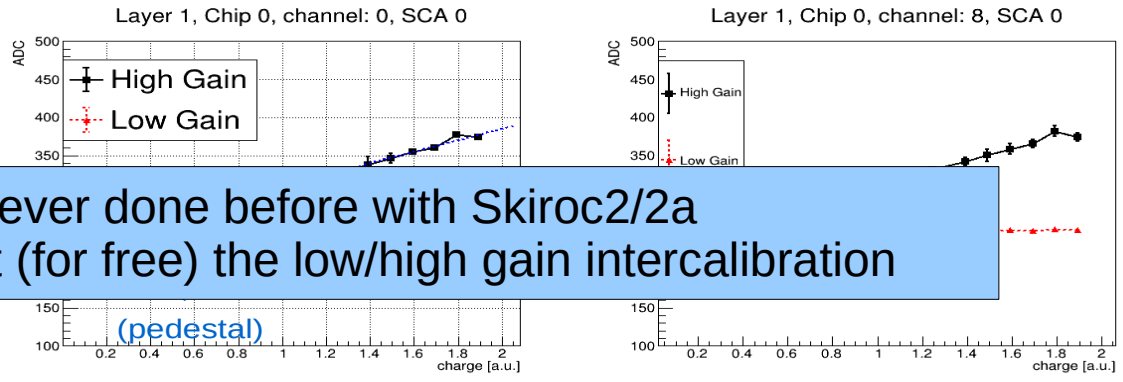 Layer 1, Chip 0, channel: 0, SCA 0
ADC
500
450
400
350
150
100
High Gain
Low Gain
(pedestal)
0.2 0.4 0.6 0.8 1 1.2 1.4 1.6 1.8 2
charge [a.u.]
Layer 1, Chip 0, channel: 8, SCA 0
ADC
500
450
400
350
150
100
High Gain
Low Gain
0.2 0.4 0.6 0.8 1 1.2 1.4 1.6 1.8 2
charge [a.u.]
ever done before with Skiroc2/2a
(for free) the low/high gain intercalibration